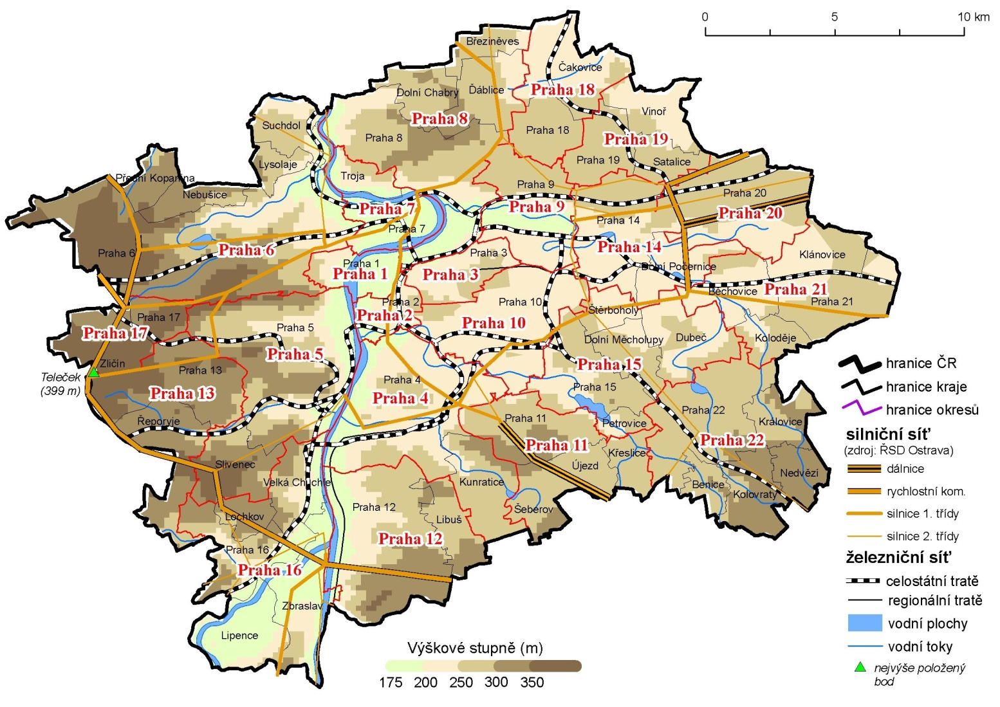 0 5 10 km
Březiněves
Čakovice
Praha 18
Ďáblice
Dolní Chabry
Vinoř
Praha 8
Suchdol
Praha 18
Praha 8
Praha 19
Praha 19
Satalice
Lysolaje
Troja
Přední Kopanina
Nebušice
Praha 9
Praha 20
Praha 7
Praha 9
Praha 20
Praha 14
Praha 7
Praha 6
Praha 6
Praha 14
Praha 3
Klánovice
Praha 1
Dolní Počernice
Praha 1
Praha 3
Praha 21
Běchovice
Praha 2
Praha 10
Praha 21
Štěrboholy
Praha 17
Praha 2
Praha 10
Praha 5
Praha 17
Dolní Měcholupy
Dubeč
Koloděje
Praha 5
Zličín
Praha 15
Praha 13
Teleček
(399 m)
Praha 4
Praha 15
Praha 13
Praha 4
Praha 22
Řeporyje
Praha 11
Petrovice
Královice
Praha 22
Praha 11
Křeslice
Slivenec
Újezd
Nedvězí
Velká Chuchle
Kunratice
Benice
Kolovraty
Praha 12
Šeberov
Lochkov
Libuš
Praha 12
Praha 16
Praha 16
Zbraslav
Lipence
Výškové stupně (m)
175 200 250 300 350
hranice ČR
hranice kraje
hranice okresů
silniční síť
(zdroj: ŘSD Ostrava)
dálnice
rychlostní kom.
silnice 1. třídy
silnice 2. třídy
železniční síť
celostátní tratě
regionální tratě
vodní plochy
vodní toky
nejvýše položený
bod